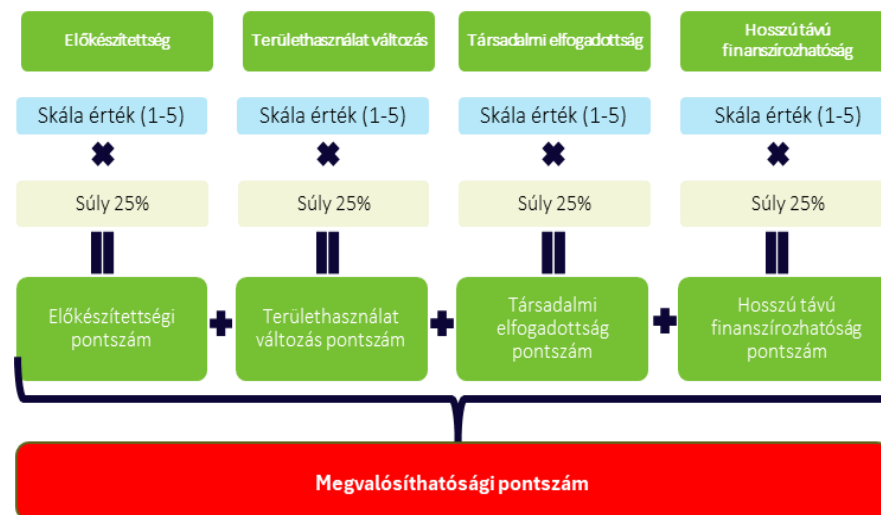 Előkészítettség
Területhasználat változás
Társadalmi elfogadottság
Hosszú távú
finanszírozhatóság
Skála érték (1-5)
Skála érték (1-5)
Skála érték (1-5)
Skála érték (1-5)
Súly 25%
Súly 25%
Súly 25%
Súly 25%
Előkészítettségi
pontszám
Területhasználat
változás pontszám
Társadalmi
elfogadottság
pontszám
Hosszú távú
finanszírozhatóság
pontszám
Megvalósíthatósági pontszám